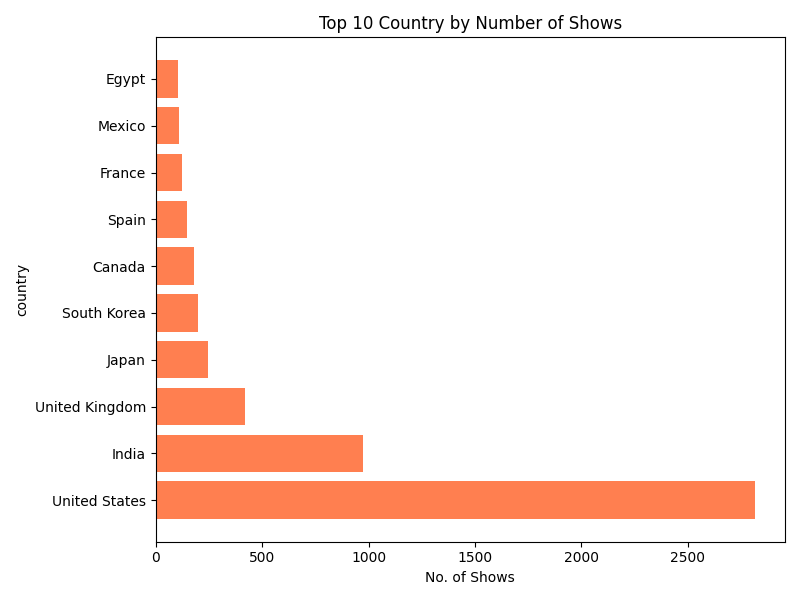 Top 10 Country by Number of Shows
country
Egypt
Mexico
France
Spain
Canada
South Korea
Japan
United Kingdom
India
United States
0 500 1000 1500 2000 2500
No. of Shows